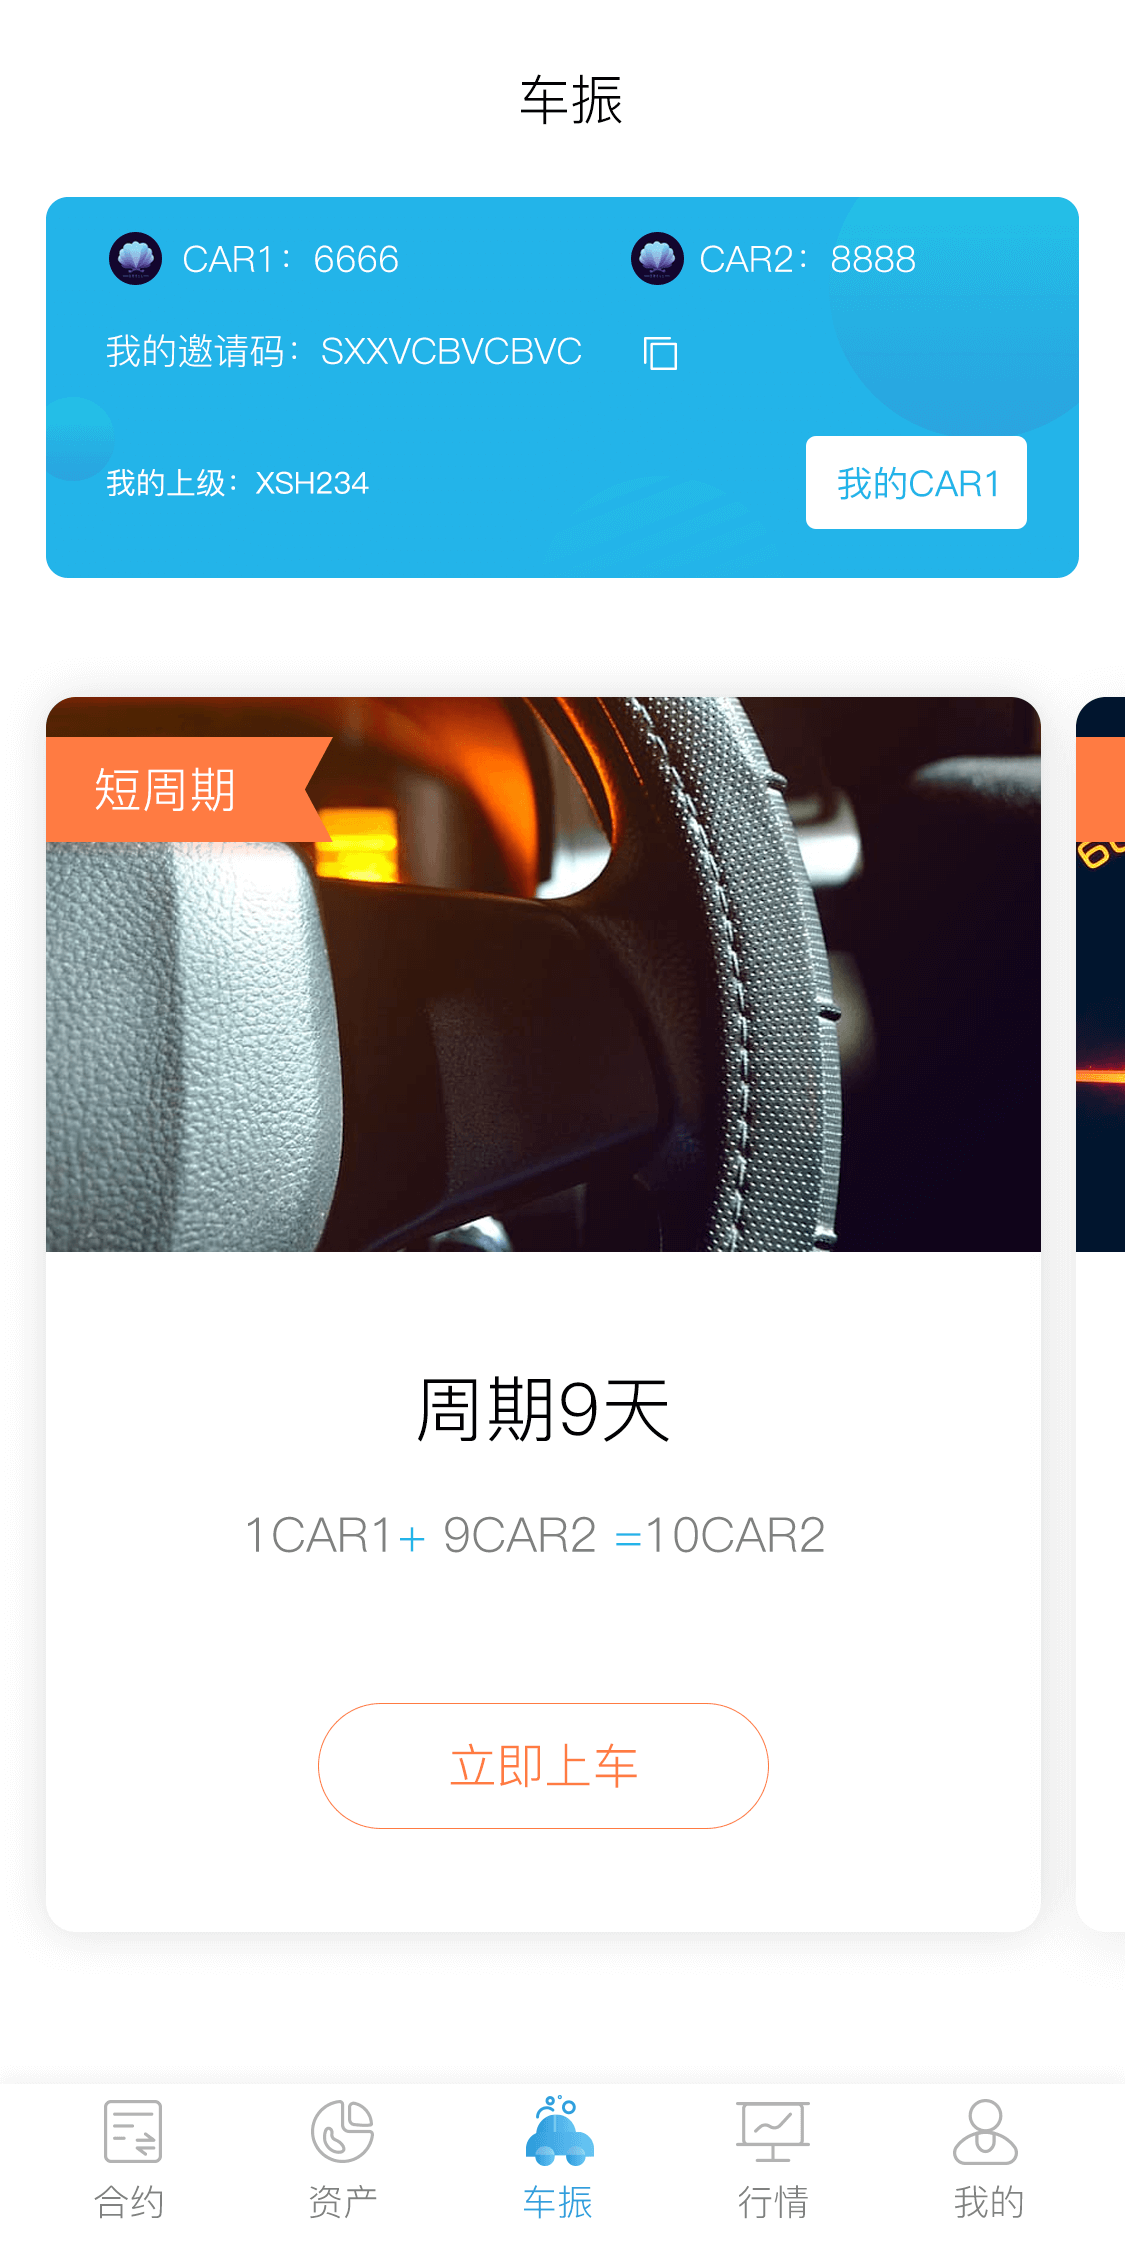 车振
CAR1：6666
CAR2：8888
我的邀请码：SXXVCBVCBVC
我的上级：XSH234
我的CAR1
短周期
周期9天
1CAR1+ 9CAR2 =10CAR2
立即上车
合约
资产
车振
行情
我的